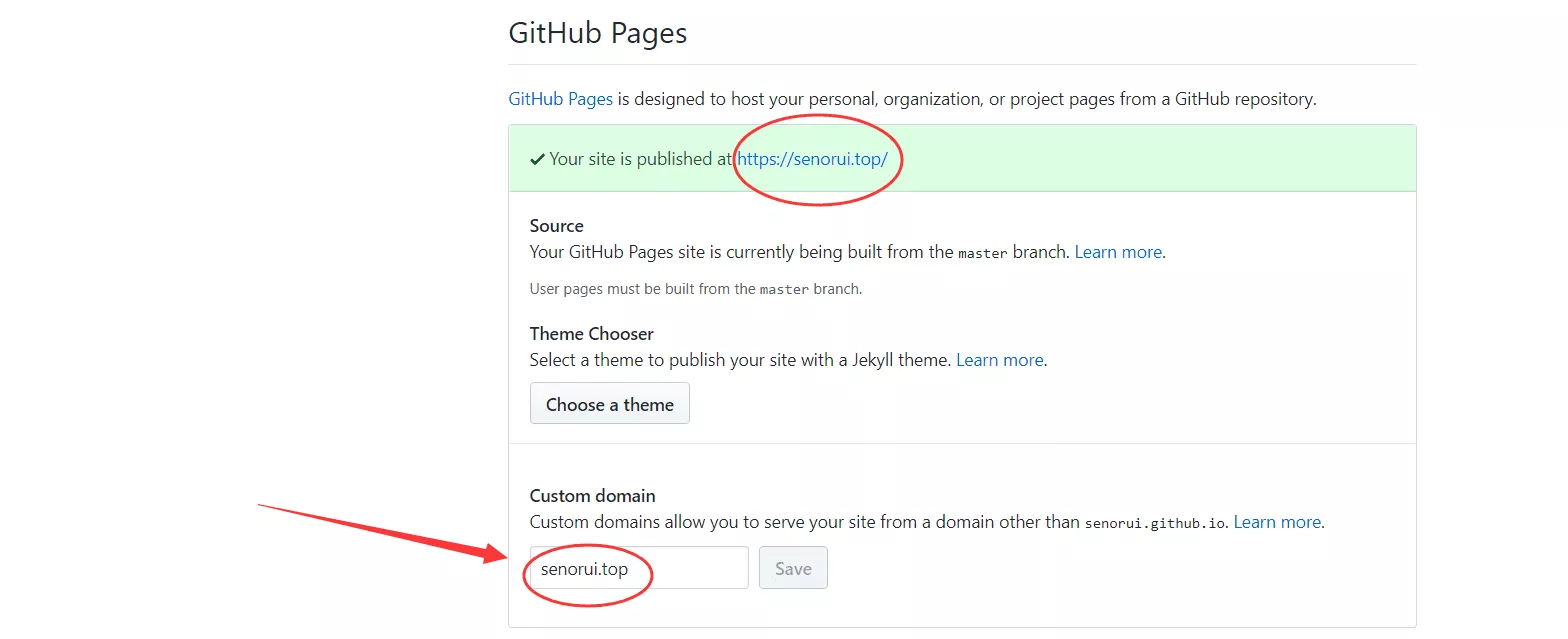 GitHub Pages
GitHub Pages is designed to host your personal, organization, or project pages from a GitHub repository.
✔ Your site is published at https://senorui.top/
Source
Your GitHub Pages site is currently being built from the master branch. Learn more.
User pages must be built from the master branch.
Theme Chooser
Select a theme to publish your site with a Jekyll theme. Learn more.
Choose a theme
Custom domain
Custom domains allow you to serve your site from a domain other than senorui.github.io. Learn more.
senorui.top Save